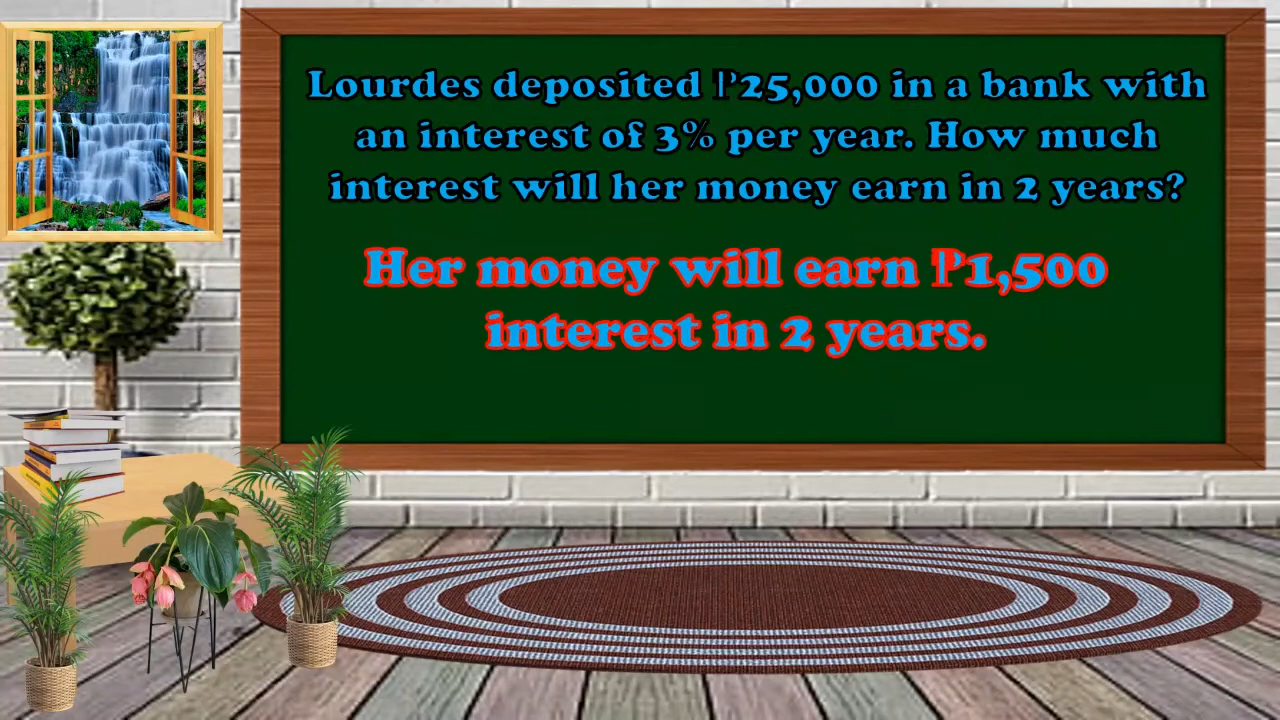 Lourdes deposited ₱25,000 in a bank with
an interest of 3% per year. How much
interest will her money earn in 2 years?
Her money will earn ₱1,500
interest in 2 years.